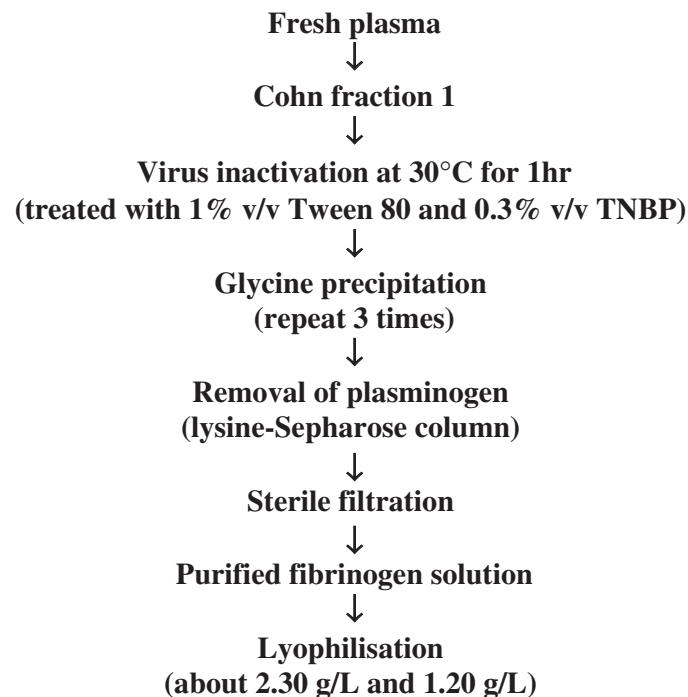 Fresh plasma
↓
Cohn fraction 1
↓
Virus inactivation at 30°C for 1hr
(treated with 1% v/v Tween 80 and 0.3% v/v TNBP)
↓
Glycine precipitation
(repeat 3 times)
↓
Removal of plasminogen
(lysine-Sepharose column)
↓
Sterile filtration
↓
Purified fibrinogen solution
↓
Lyophilisation
(about 2.30 g/L and 1.20 g/L)